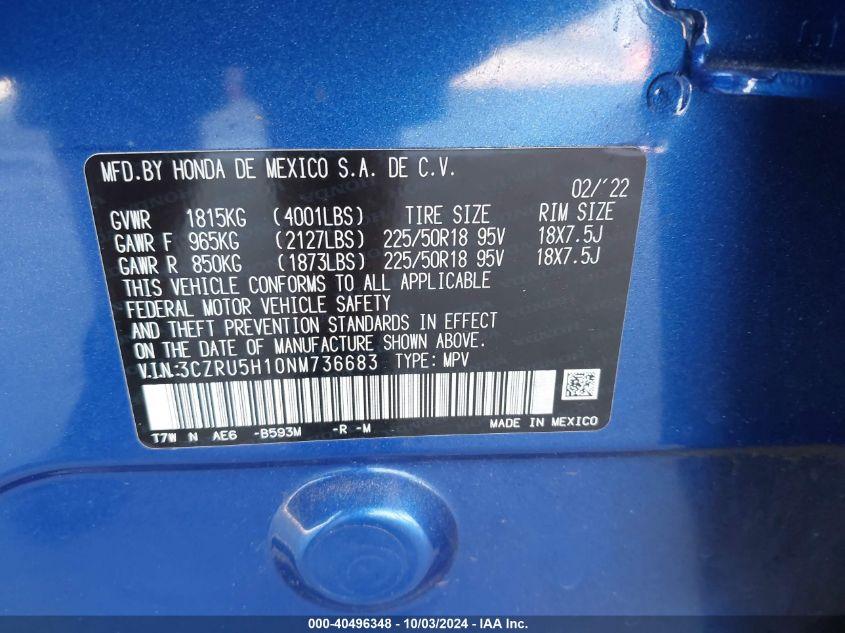 MFD.BY HONDA DE MEXICO S.A. DE C.V.
02/'22
GVWR 1815KG (4001LBS) TIRE SIZE RIM SIZE
GAWR F 965KG (2127LBS) 225/50R18 95V 18X7.5J
GAWR R 850KG (1873LBS) 225/50R18 95V 18X7.5J
THIS VEHICLE CONFORMS TO ALL APPLICABLE
FEDERAL MOTOR VEHICLE SAFETY
AND THEFT PREVENTION STANDARDS IN EFFECT
ON THE DATE OF MANUFACTURE SHOWN ABOVE.
V.I.N:3CZRU5H10NM736683 TYPE: MPV
T7W N AE6 -B593M -R -M MADE IN MEXICO
000-40496348 - 10/03/2024 - IAA Inc.